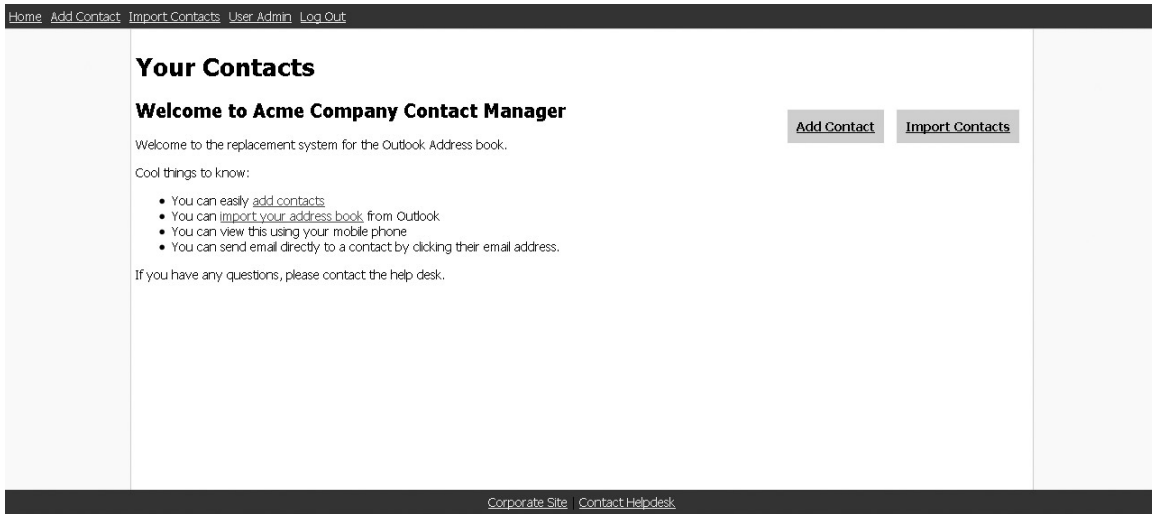 Home Add Contact Import Contacts User Admin Log Out
Your Contacts
Welcome to Acme Company Contact Manager
Add Contact Import Contacts
Welcome to the replacement system for the Outlook Address book.
Cool things to know:
• You can easily add contacts
• You can import your address book from Outlook
• You can view this using your mobile phone
• You can send email directly to a contact by clicking their email address.
If you have any questions, please contact the help desk.
Corporate Site | Contact Helpdesk